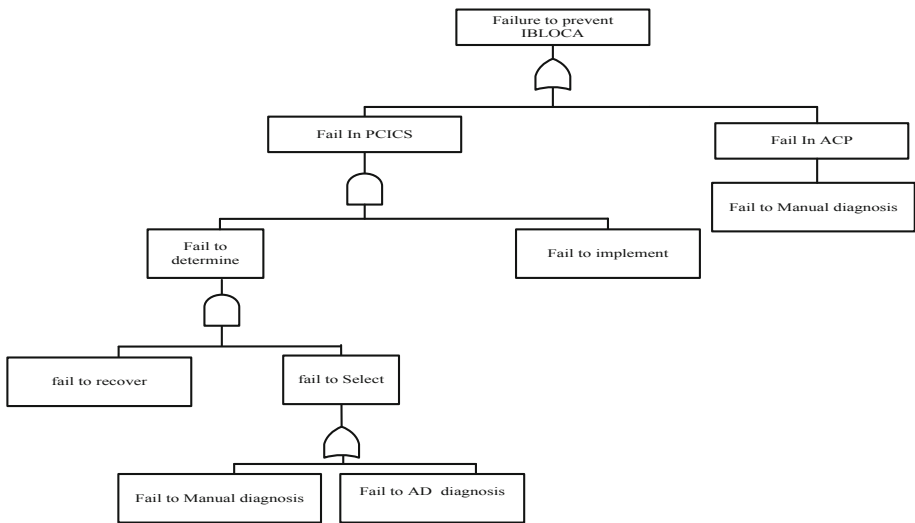 Failure to prevent
IBLOCA
Fail In PCICS
Fail In ACP
Fail to Manual diagnosis
Fail to
determine
Fail to implement
fail to recover
fail to Select
Fail to Manual diagnosis
Fail to AD diagnosis